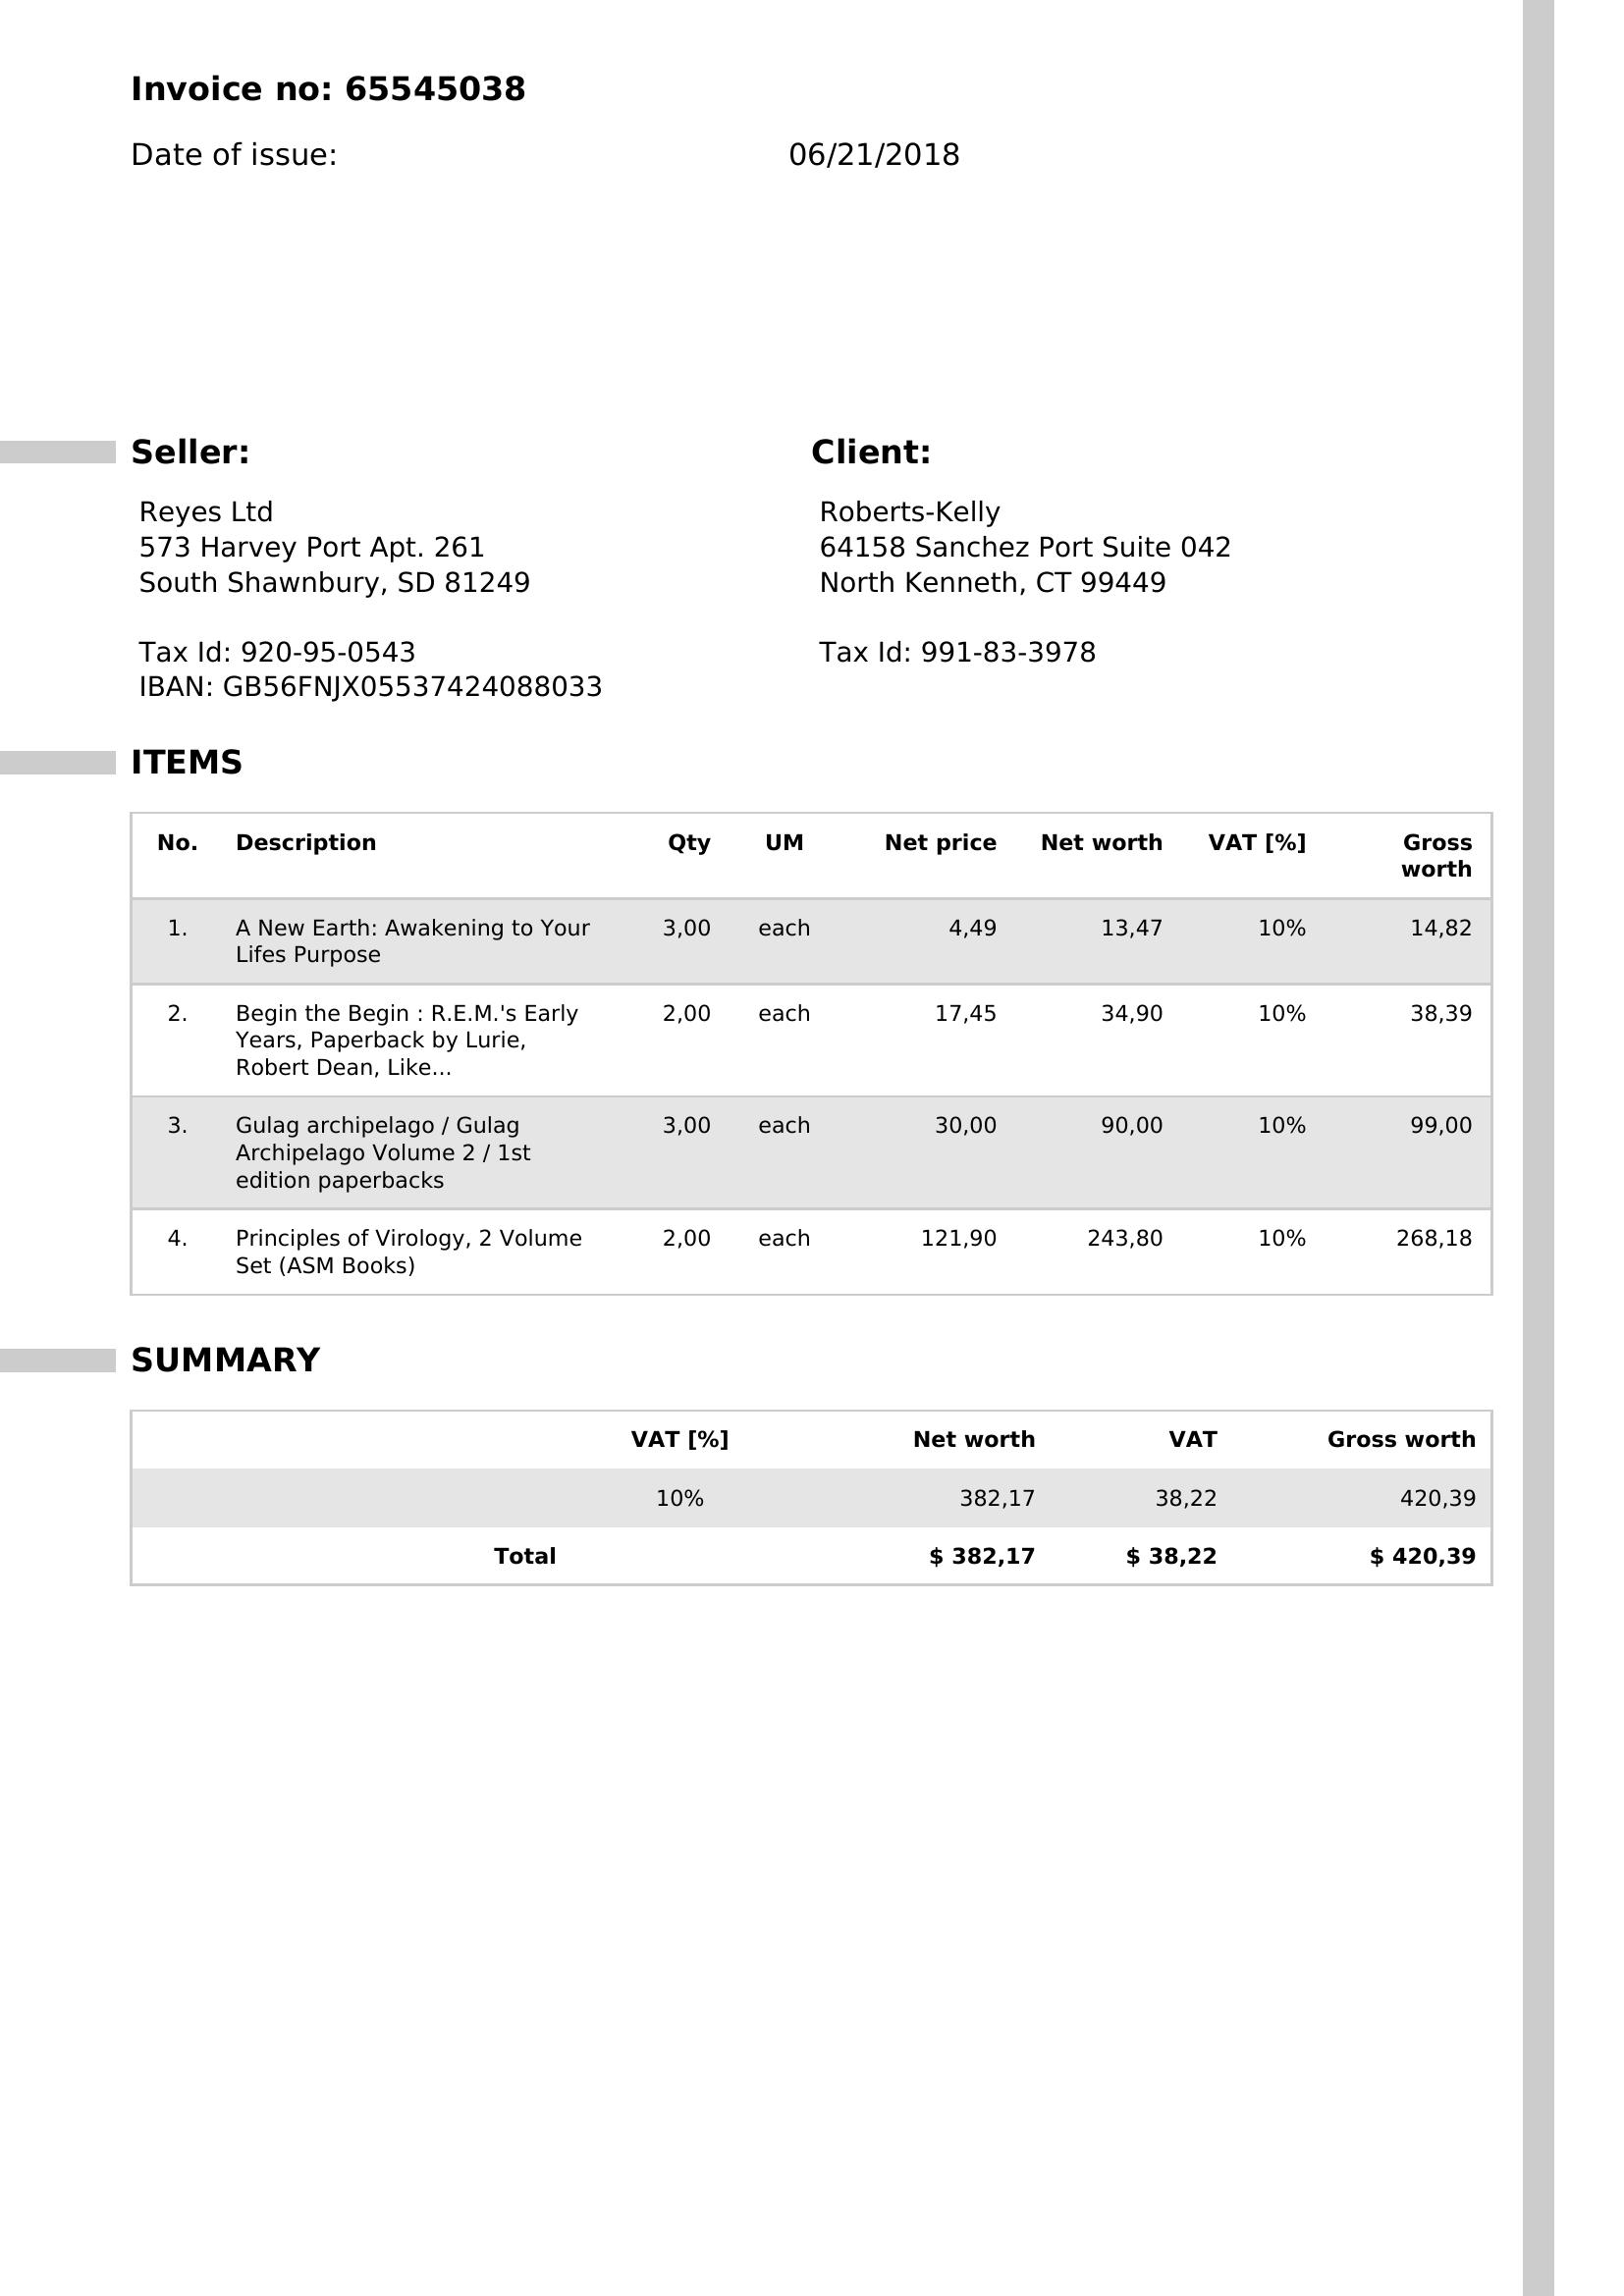 Invoice no: 65545038
Date of issue: 06/21/2018
Seller:
Client:
Reyes Ltd
573 Harvey Port Apt. 261
South Shawnbury, SD 81249
Tax Id: 920-95-0543
IBAN: GB56FNJX05537424088033
Roberts-Kelly
64158 Sanchez Port Suite 042
North Kenneth, CT 99449
Tax Id: 991-83-3978
ITEMS
No. Description Qty UM Net price Net worth VAT [%] Gross
worth
1. A New Earth: Awakening to Your 3,00 each 4,49 13,47 10% 14,82
Lifes Purpose
2. Begin the Begin : R.E.M.'s Early 2,00 each 17,45 34,90 10% 38,39
Years, Paperback by Lurie,
Robert Dean, Like...
3. Gulag archipelago / Gulag 3,00 each 30,00 90,00 10% 99,00
Archipelago Volume 2 / 1st
edition paperbacks
4. Principles of Virology, 2 Volume 2,00 each 121,90 243,80 10% 268,18
Set (ASM Books)
SUMMARY
VAT [%] Net worth VAT Gross worth
10% 382,17 38,22 420,39
Total $ 382,17 $ 38,22 $ 420,39